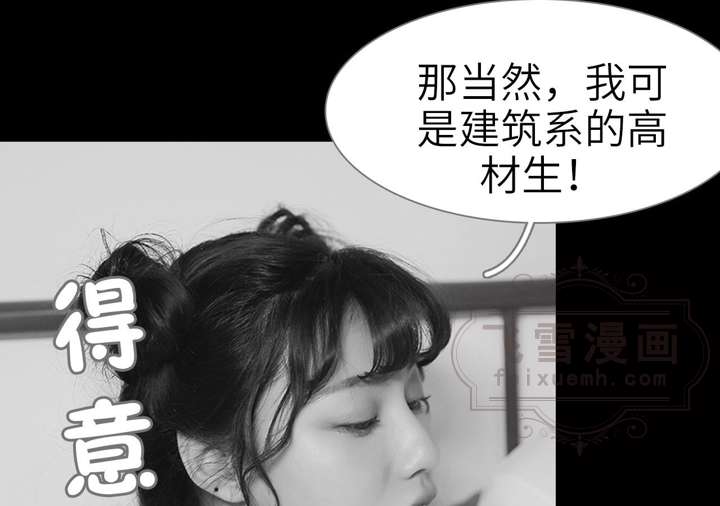 那当然，我可
是建筑系的高
材生！
得意
飞雪漫画
feixuemh.com